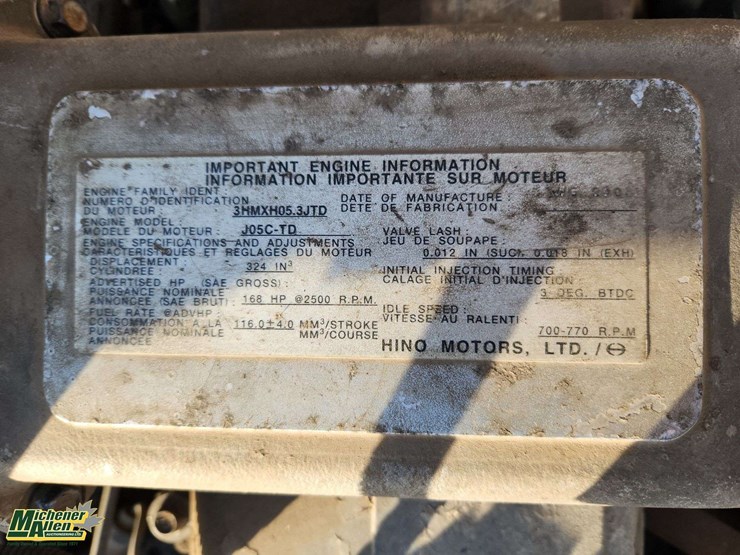 IMPORTANT ENGINE INFORMATION
INFORMATION IMPORTANTE SUR MOTEUR
ENGINE FAMILY IDENT :
NUMERO D'IDENTIFICATION
DU MOTEUR : 3HMXH05.3JTD
ENGINE MODEL :
MODELE DU MOTEUR : J05C-TD
ENGINE SPECIFICATIONS AND ADJUSTMENTS
CARACTERISTIQUES ET REGLAGES DU MOTEUR
DISPLACEMENT :
CYLINDREE : 324 IN³
ADVERTISED HP (SAE GROSS) :
PUISSANCE NOMINALE
ANNONCEE (SAE BRUT) : 168 HP @2500 R.P.M.
FUEL RATE @ADVHP
CONSOMMATION A LA 116.0±4.0 MM³/STROKE
PUISSANCE NOMINALE MM³/COURSE
ANNONCEE
DATE OF MANUFACTURE :
DETE DE FABRICATION :
VALVE LASH :
JEU DE SOUPAPE :
0.012 IN (SUC), 0.018 IN (EXH)
INITIAL INJECTION TIMING
CALAGE INITIAL D'INJECTION
DEG. BTDC
IDLE SPEED :
VITESSE AU RALENTI :
700-770 R.P.M
HINO MOTORS, LTD. /
Michener
Allen
AUCTIONEERING LTD.